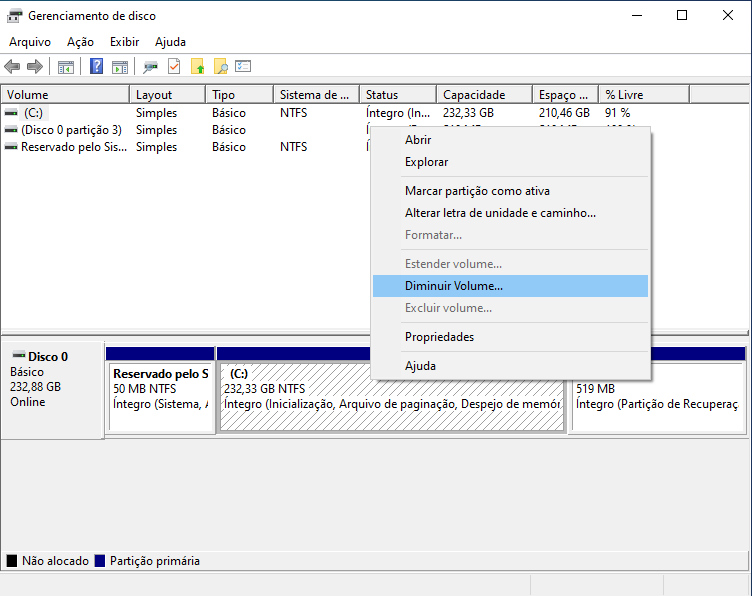 Gerenciamento de disco
Arquivo Ação Exibir Ajuda
Volume Layout Tipo Sistema de ... Status Capacidade Espaço ... % Livre
(C:) Simples Básico NTFS Íntegro (In... 232,33 GB 210,46 GB 91 %
(Disco 0 partição 3) Simples Básico
Reservado pelo Sis... Simples Básico NTFS
Abrir
Explorar
Marcar partição como ativa
Alterar letra de unidade e caminho...
Formatar...
Estender volume...
Diminuir Volume...
Excluir volume...
Propriedades
Ajuda
Disco 0
Básico
232,88 GB
Online
Reservado pelo S
50 MB NTFS
Íntegro (Sistema,
(C:)
232,33 GB NTFS
Íntegro (Inicialização, Arquivo de paginação, Despejo de memór
519 MB
Íntegro (Partição de Recuperaç
Não alocado Partição primária